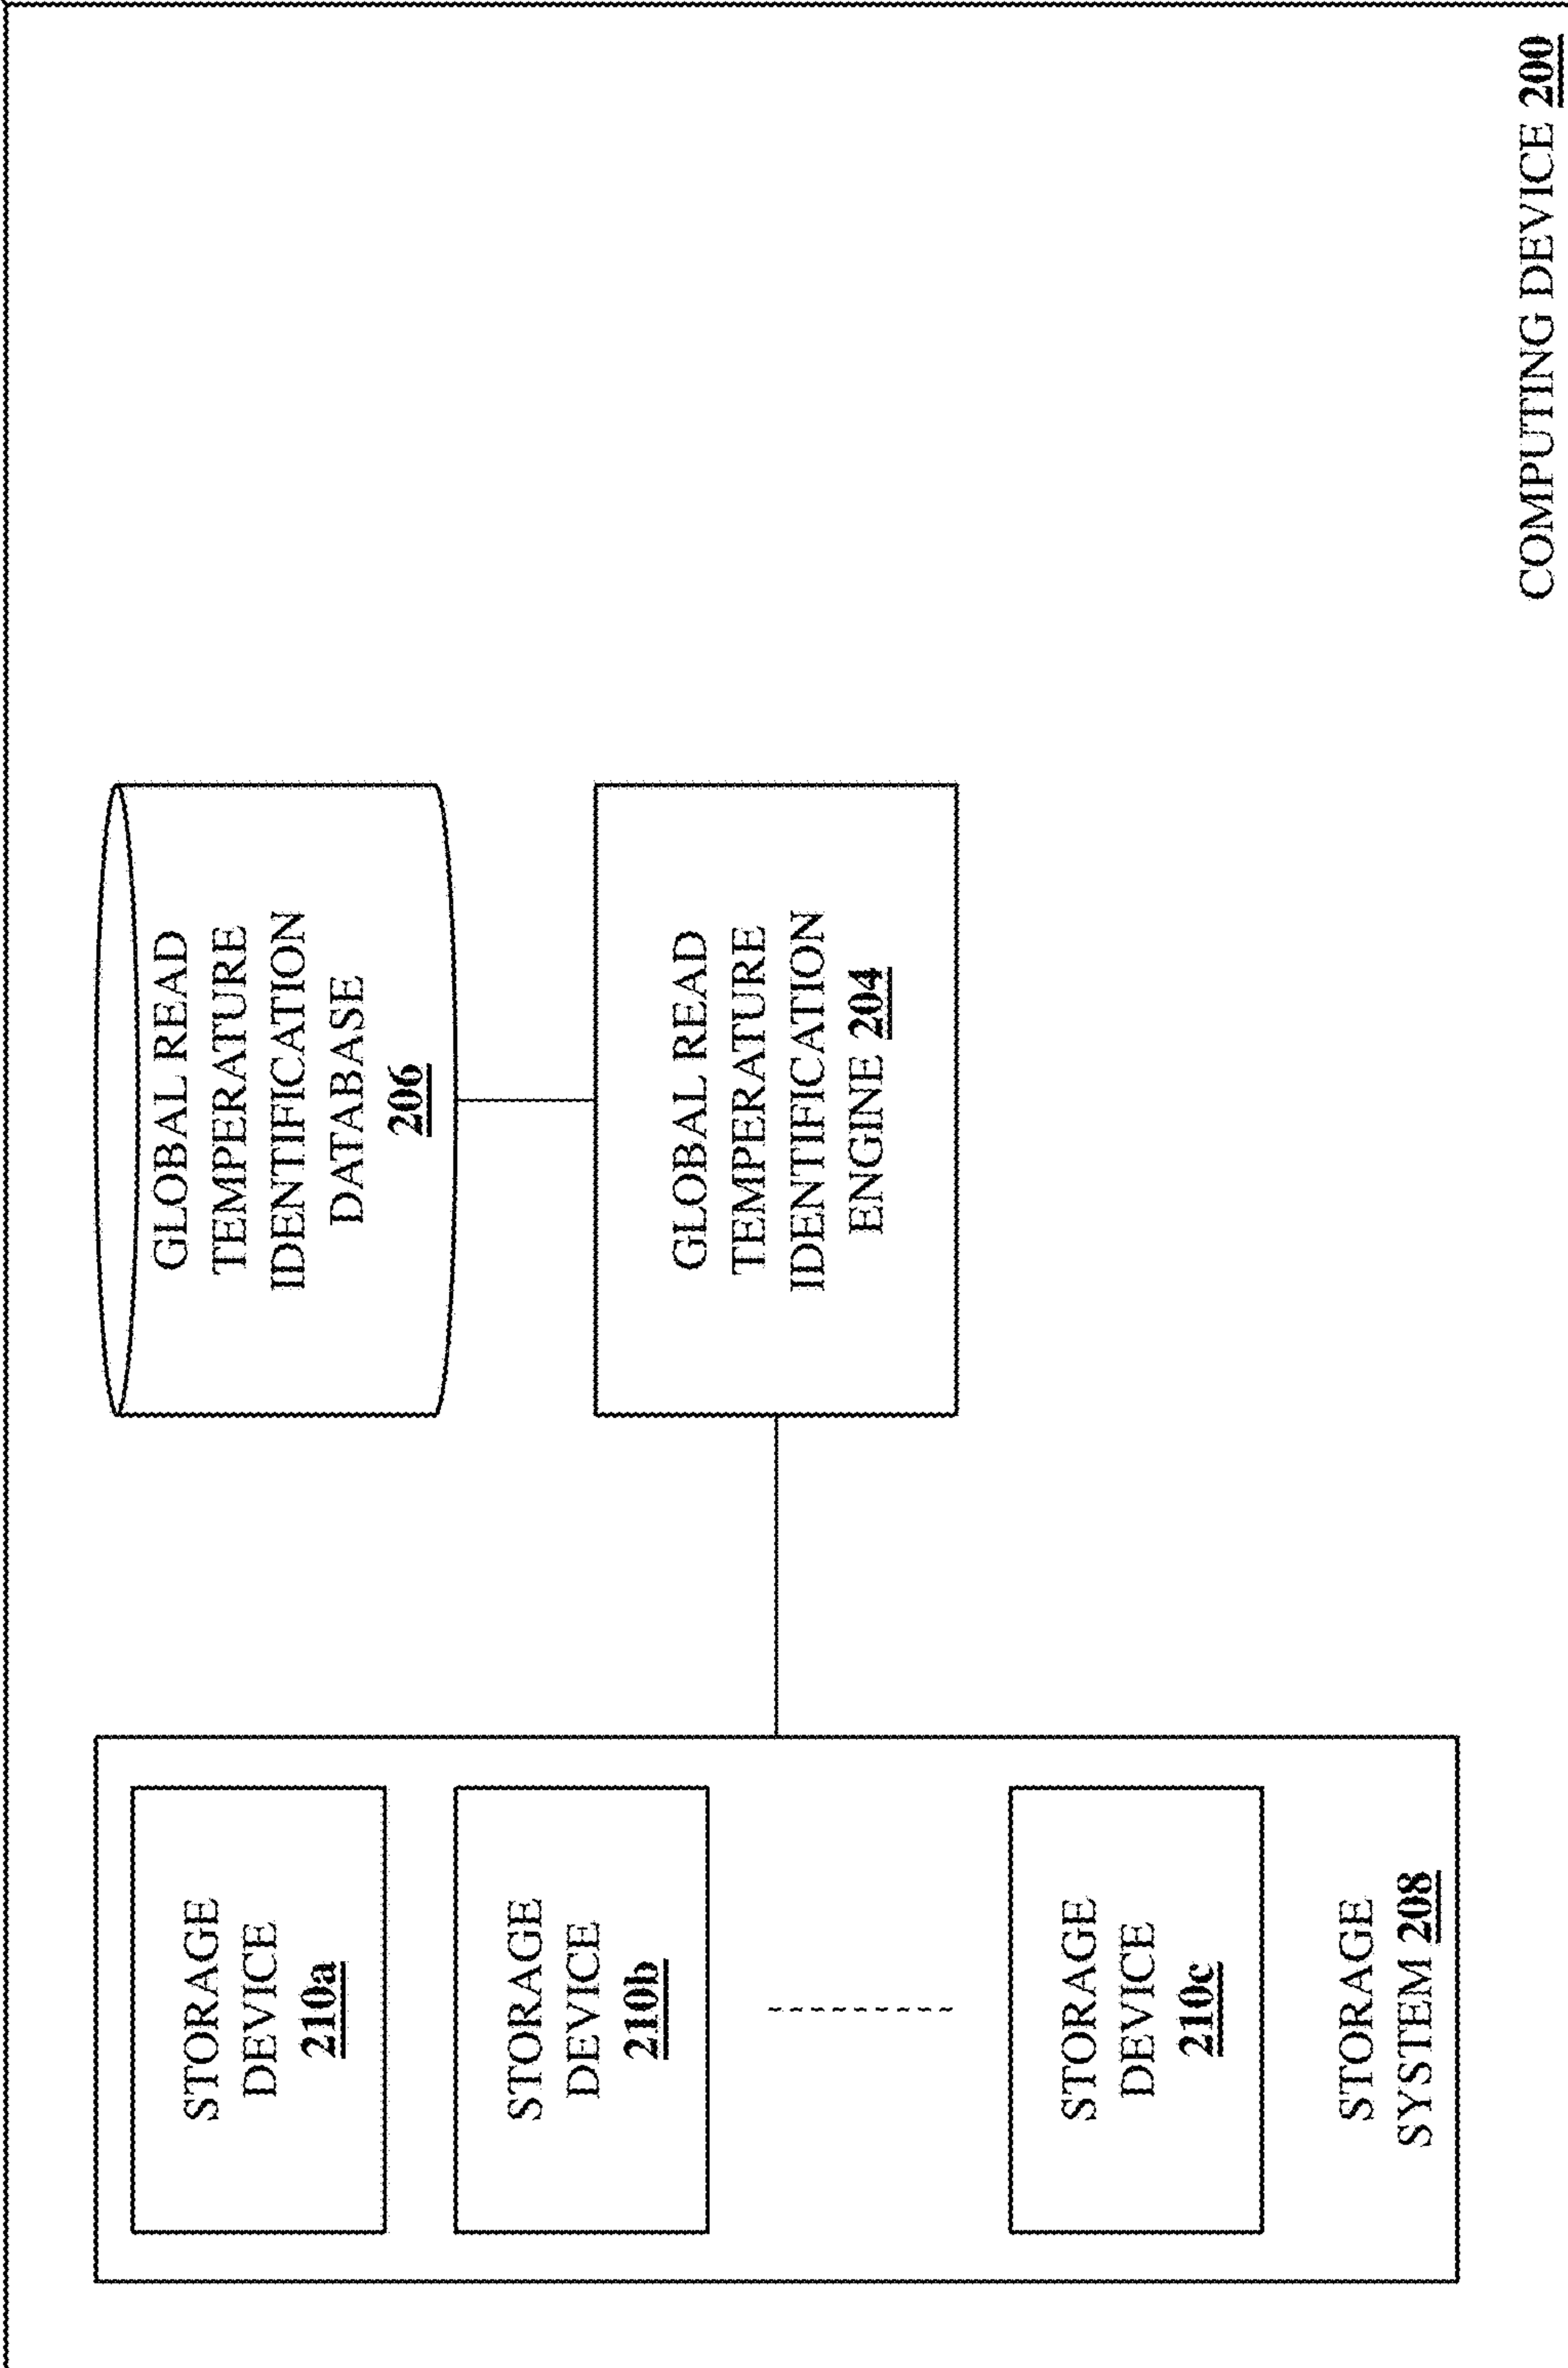 STORAGE
DEVICE
210a
STORAGE
DEVICE
210b
STORAGE
DEVICE
210c
STORAGE
SYSTEM 208
GLOBAL READ
TEMPERATURE
IDENTIFICATION
DATABASE
206
GLOBAL READ
TEMPERATURE
IDENTIFICATION
ENGINE 204
COMPUTING DEVICE 200